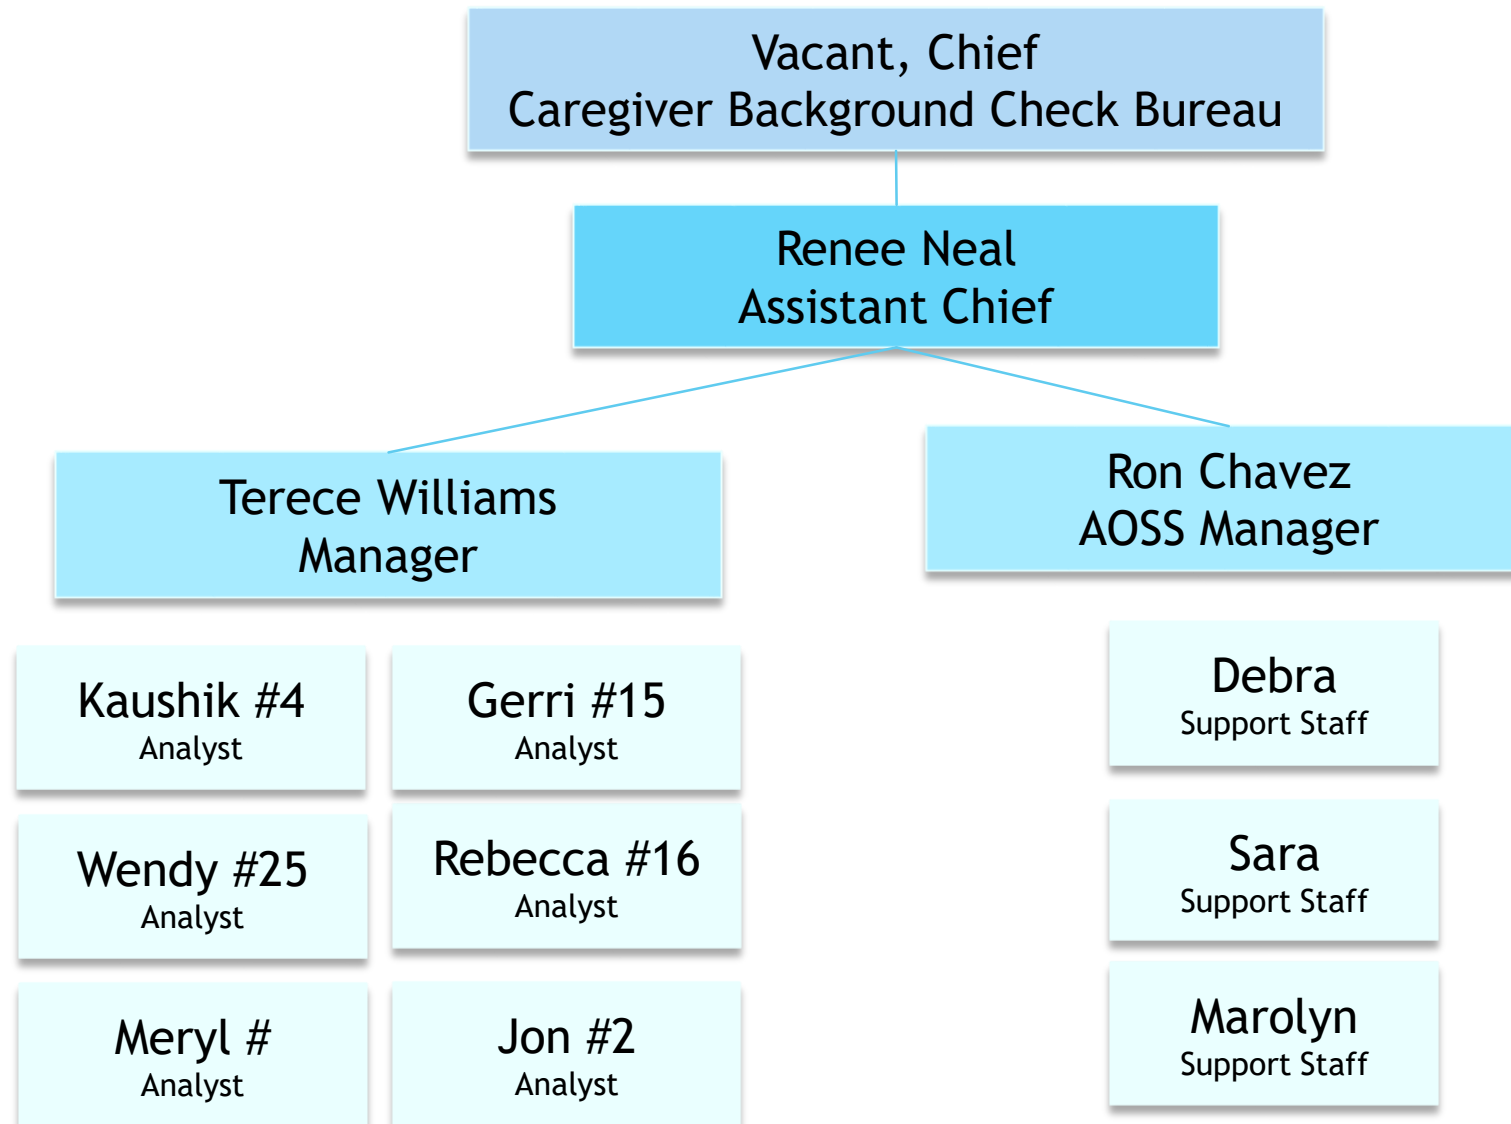 Vacant, Chief
Caregiver Background Check Bureau
Renee Neal
Assistant Chief
Terece Williams
Manager
Ron Chavez
AOSS Manager
Kaushik #4
Analyst
Gerri #15
Analyst
Wendy #25
Analyst
Rebecca #16
Analyst
Meryl #
Analyst
Jon #2
Analyst
Debra
Support Staff
Sara
Support Staff
Marolyn
Support Staff